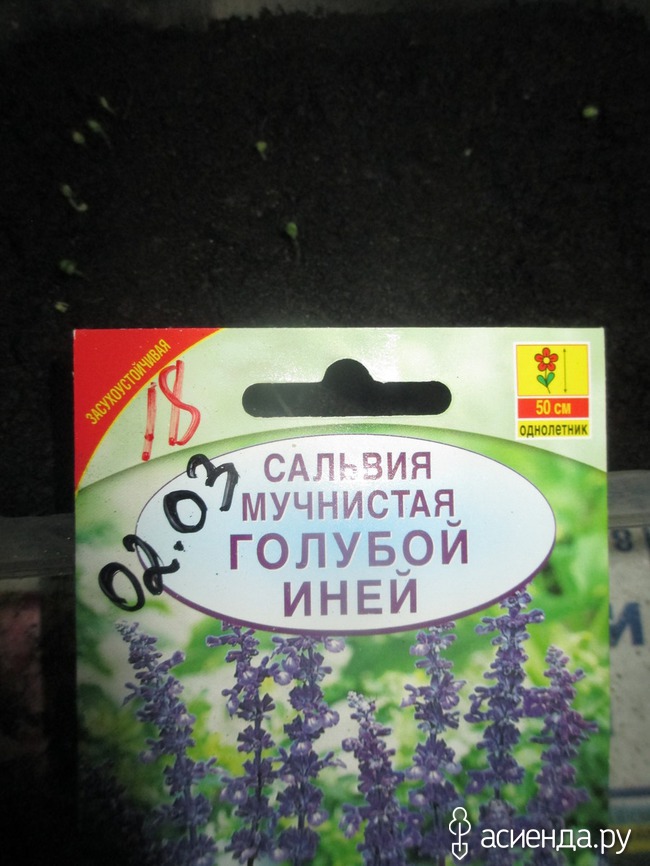 ЗАСУХОУСТОЙЧИВАЯ
18
50 см
однолетник
02.03
САЛЬВИЯ
МУЧНИСТАЯ
ГОЛУБОЙ
ИНЕЙ
асиенда.ру